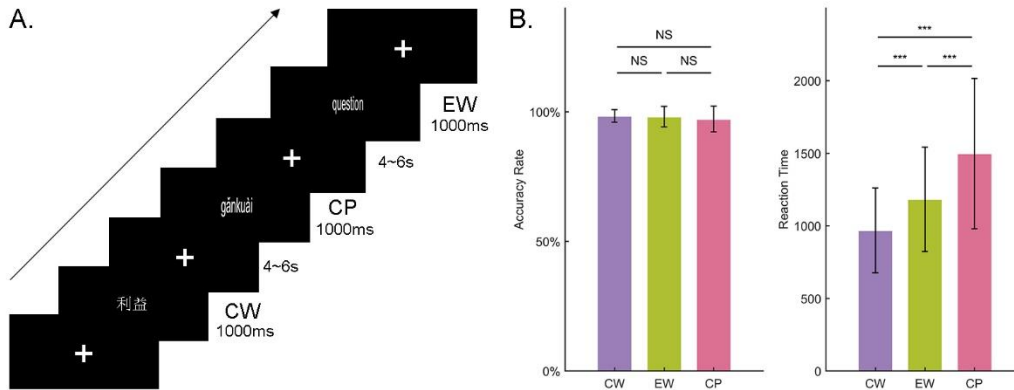 A.
question
EW
1000ms
4~6s
gǎnkuài
CP
1000ms
4~6s
利益
CW
1000ms
B.
Accuracy Rate
100%
50%
0%
NS
NS
NS
CW
EW
CP
Reaction Time
2000
1500
1000
500
0
***
***
***
CW
EW
CP